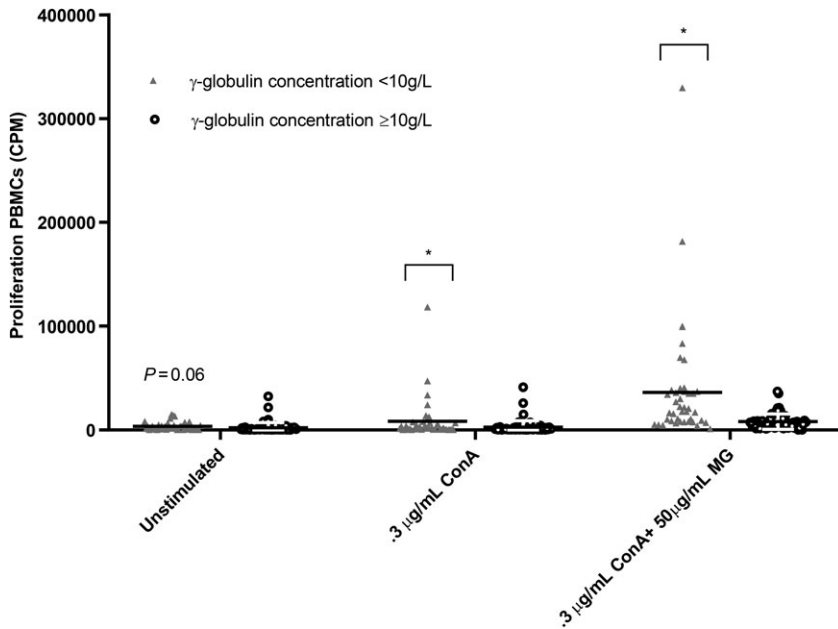 400000
300000
200000
100000
0
Proliferation PBMCs (CPM)
γ-globulin concentration <10g/L
γ-globulin concentration ≥10g/L
P=0.06
*
*
Unstimulated
.3 µg/mL ConA
.3 µg/mL ConA+ 50µg/mL MG